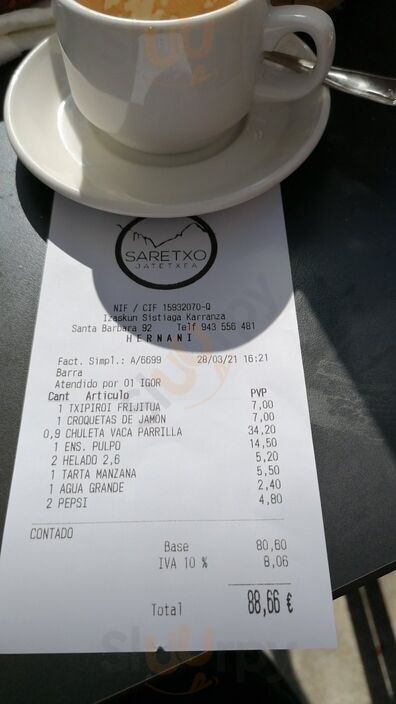 SARETXO
JATETXEA
NIF / CIF 15932070-Q
Izaskun Sistiaga Karranza
Santa Barbara 92 Telf 943 556 481
HERNANI
Fact. Simpl.: A/6699 28/03/21 16:21
Barra
Atendido por 01 IGOR
Cant Articulo PVP
1 TXIPIRDI FRIJITUA 7,00
1 CROQUETAS DE JAMÓN 7,00
0,9 CHULETA VACA PARRILLA 34,20
1 ENS. PULPO 14,50
2 HELADO 2,6 5,20
1 TARTA MANZANA 5,50
1 AGUA GRANDE 2,40
2 PEPSI 4,80
CONTADO
Base 80,60
IVA 10 % 8,06
Total 88,66 €
sluurpy